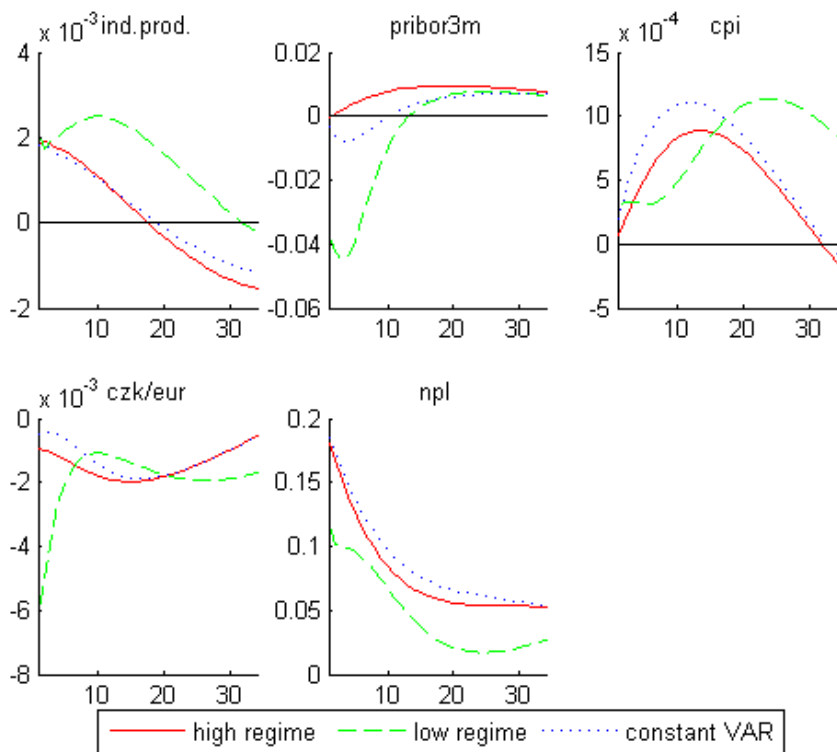 x 10-3 ind.prod.
4
2
0
-2
10 20 30
pribor3m
0.02
0
-0.02
-0.04
-0.06
10 20 30
x 10-4 cpi
15
10
5
0
-5
10 20 30
x 10-3 czk/eur
0
-2
-4
-6
-8
10 20 30
npl
0.2
0.15
0.1
0.05
0
10 20 30
high regime low regime constant VAR